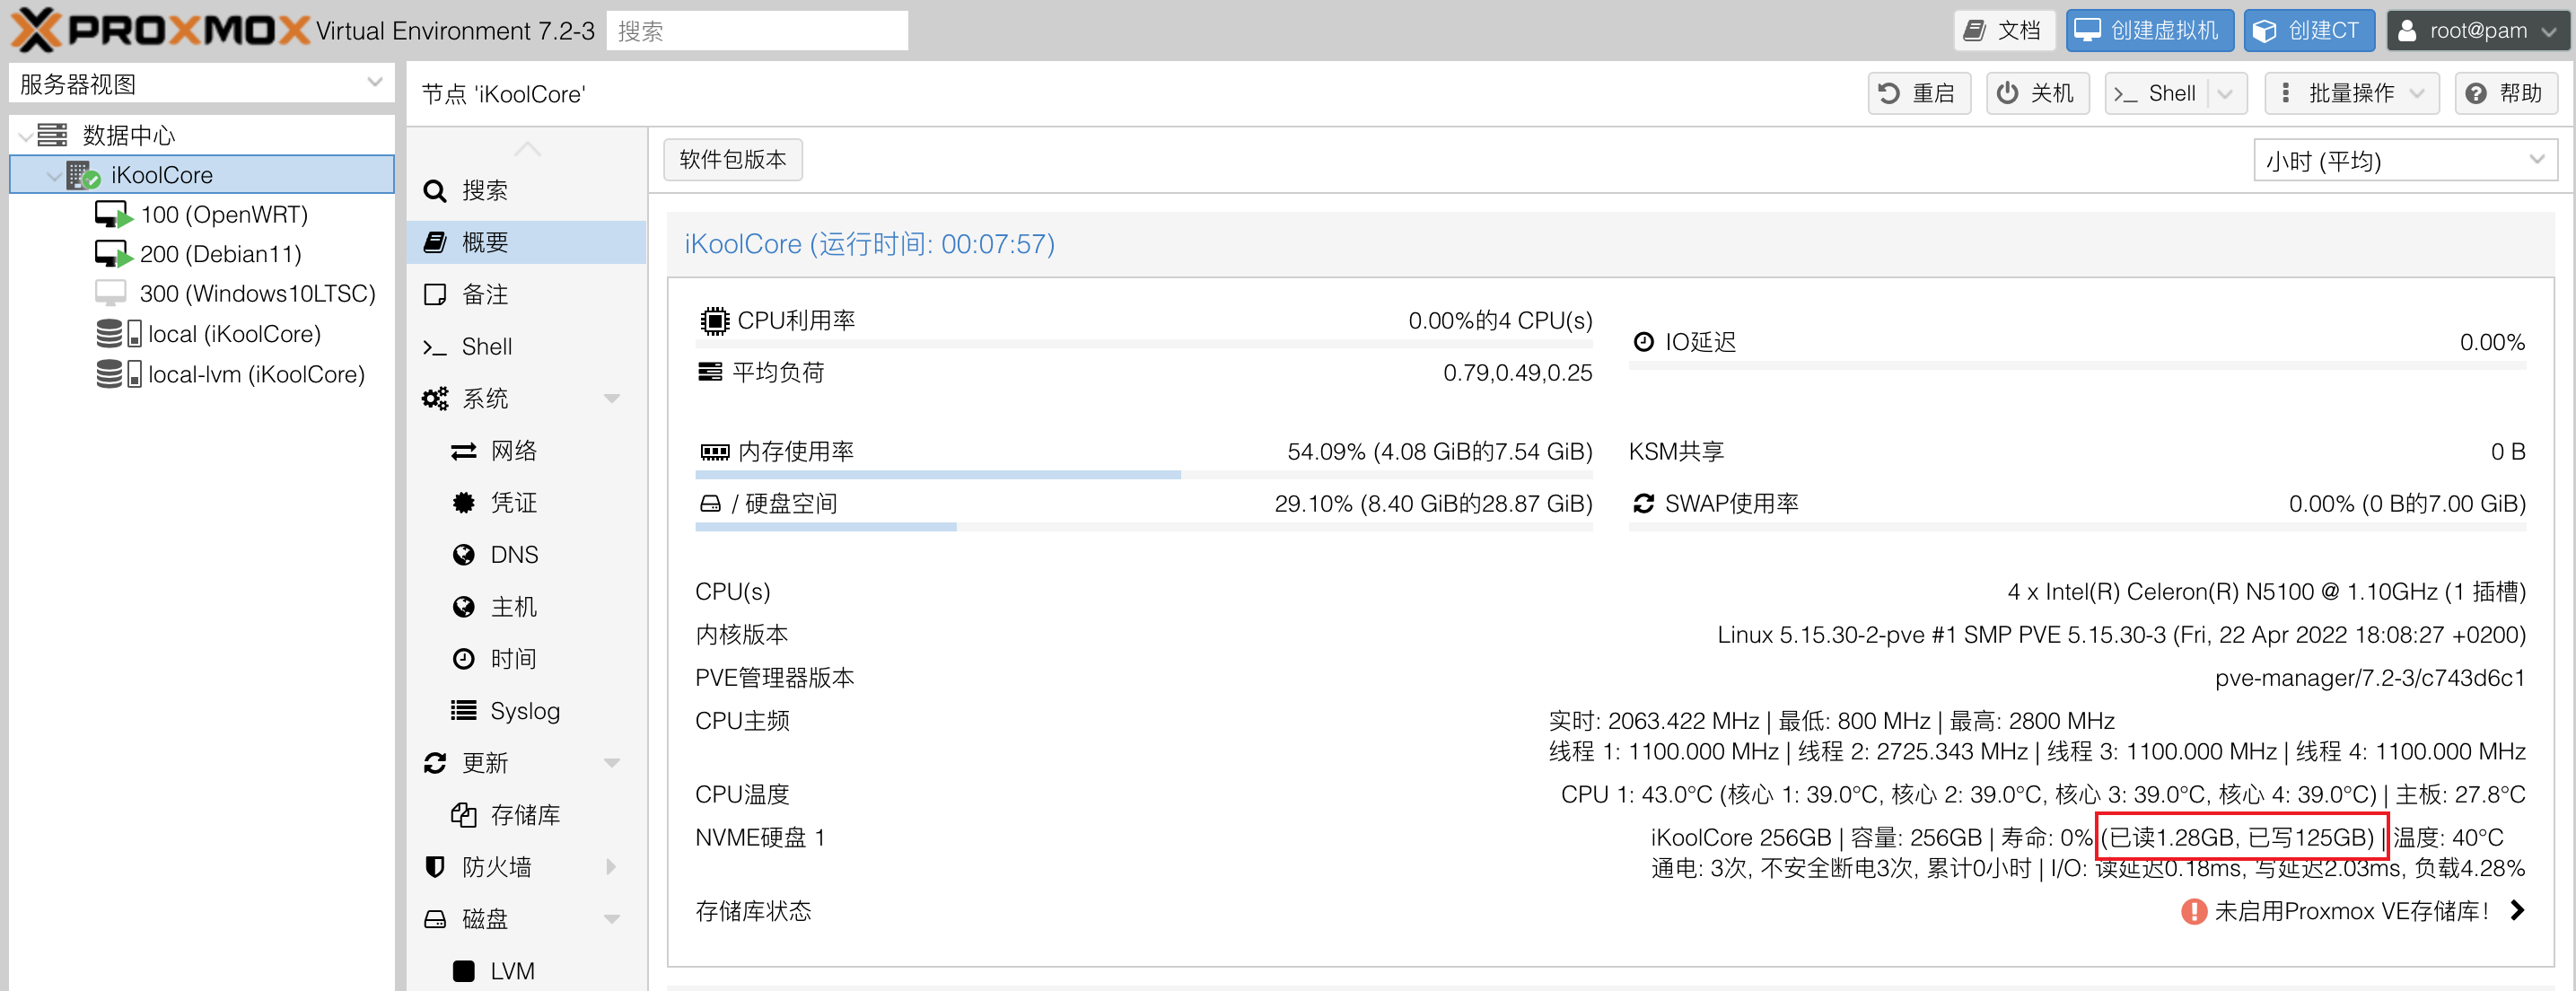 PROXMOX Virtual Environment 7.2-3 搜索 文档 创建虚拟机 创建CT root@pam
服务器视图
数据中心
iKoolCore
100 (OpenWRT)
200 (Debian11)
300 (Windows10LTSC)
local (iKoolCore)
local-lvm (iKoolCore)
节点 'iKoolCore' 重启 关机 Shell 批量操作 帮助
搜索
概要
备注
Shell
系统
网络
凭证
DNS
主机
时间
Syslog
更新
存储库
防火墙
磁盘
LVM
软件包版本 小时 (平均)
iKoolCore (运行时间: 00:07:57)
CPU利用率 0.00%的4 CPU(s)
IO延迟 0.00%
平均负荷 0.79,0.49,0.25
内存使用率 54.09% (4.08 GiB的7.54 GiB)
KSM共享 0 B
/ 硬盘空间 29.10% (8.40 GiB的28.87 GiB)
SWAP使用率 0.00% (0 B的7.00 GiB)
CPU(s) 4 x Intel(R) Celeron(R) N5100 @ 1.10GHz (1 插槽)
内核版本 Linux 5.15.30-2-pve #1 SMP PVE 5.15.30-3 (Fri, 22 Apr 2022 18:08:27 +0200)
PVE管理器版本 pve-manager/7.2-3/c743d6c1
CPU主频 实时: 2063.422 MHz | 最低: 800 MHz | 最高: 2800 MHz
线程 1: 1100.000 MHz | 线程 2: 2725.343 MHz | 线程 3: 1100.000 MHz | 线程 4: 1100.000 MHz
CPU温度 CPU 1: 43.0°C (核心 1: 39.0°C, 核心 2: 39.0°C, 核心 3: 39.0°C, 核心 4: 39.0°C) | 主板: 27.8°C
NVME硬盘 1 iKoolCore 256GB | 容量: 256GB | 寿命: 0% (已读1.28GB, 已写125GB) | 温度: 40°C
通电: 3次, 不安全断电3次, 累计0小时 | I/O: 读延迟0.18ms, 写延迟2.03ms, 负载4.28%
存储库状态 未启用Proxmox VE存储库！